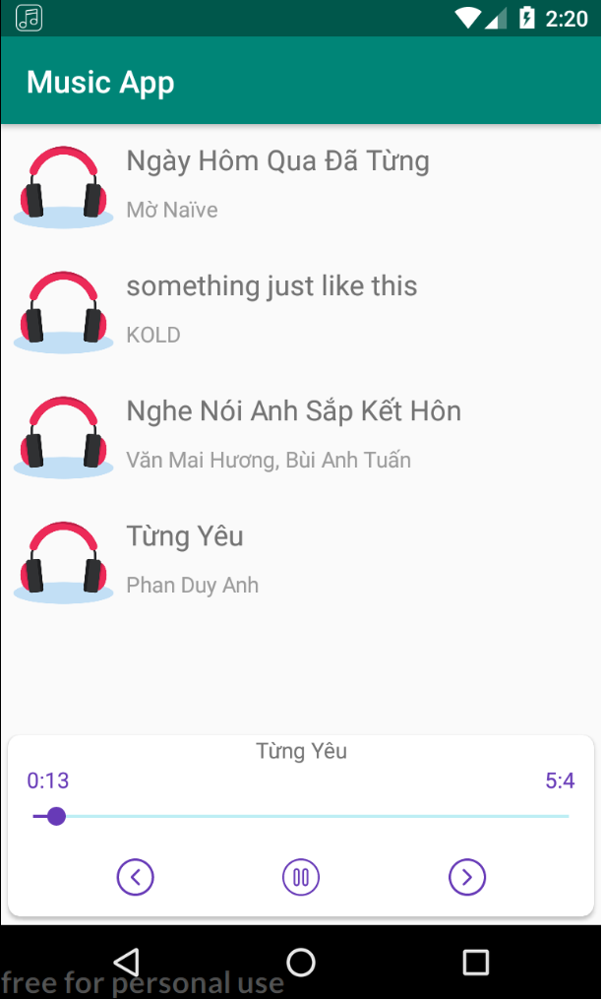 2:20
Music App
Ngày Hôm Qua Đã Từng
Mờ Naïve
something just like this
KOLD
Nghe Nói Anh Sắp Kết Hôn
Văn Mai Hương, Bùi Anh Tuấn
Từng Yêu
Phan Duy Anh
Từng Yêu
0:13 5:4
free for personal use